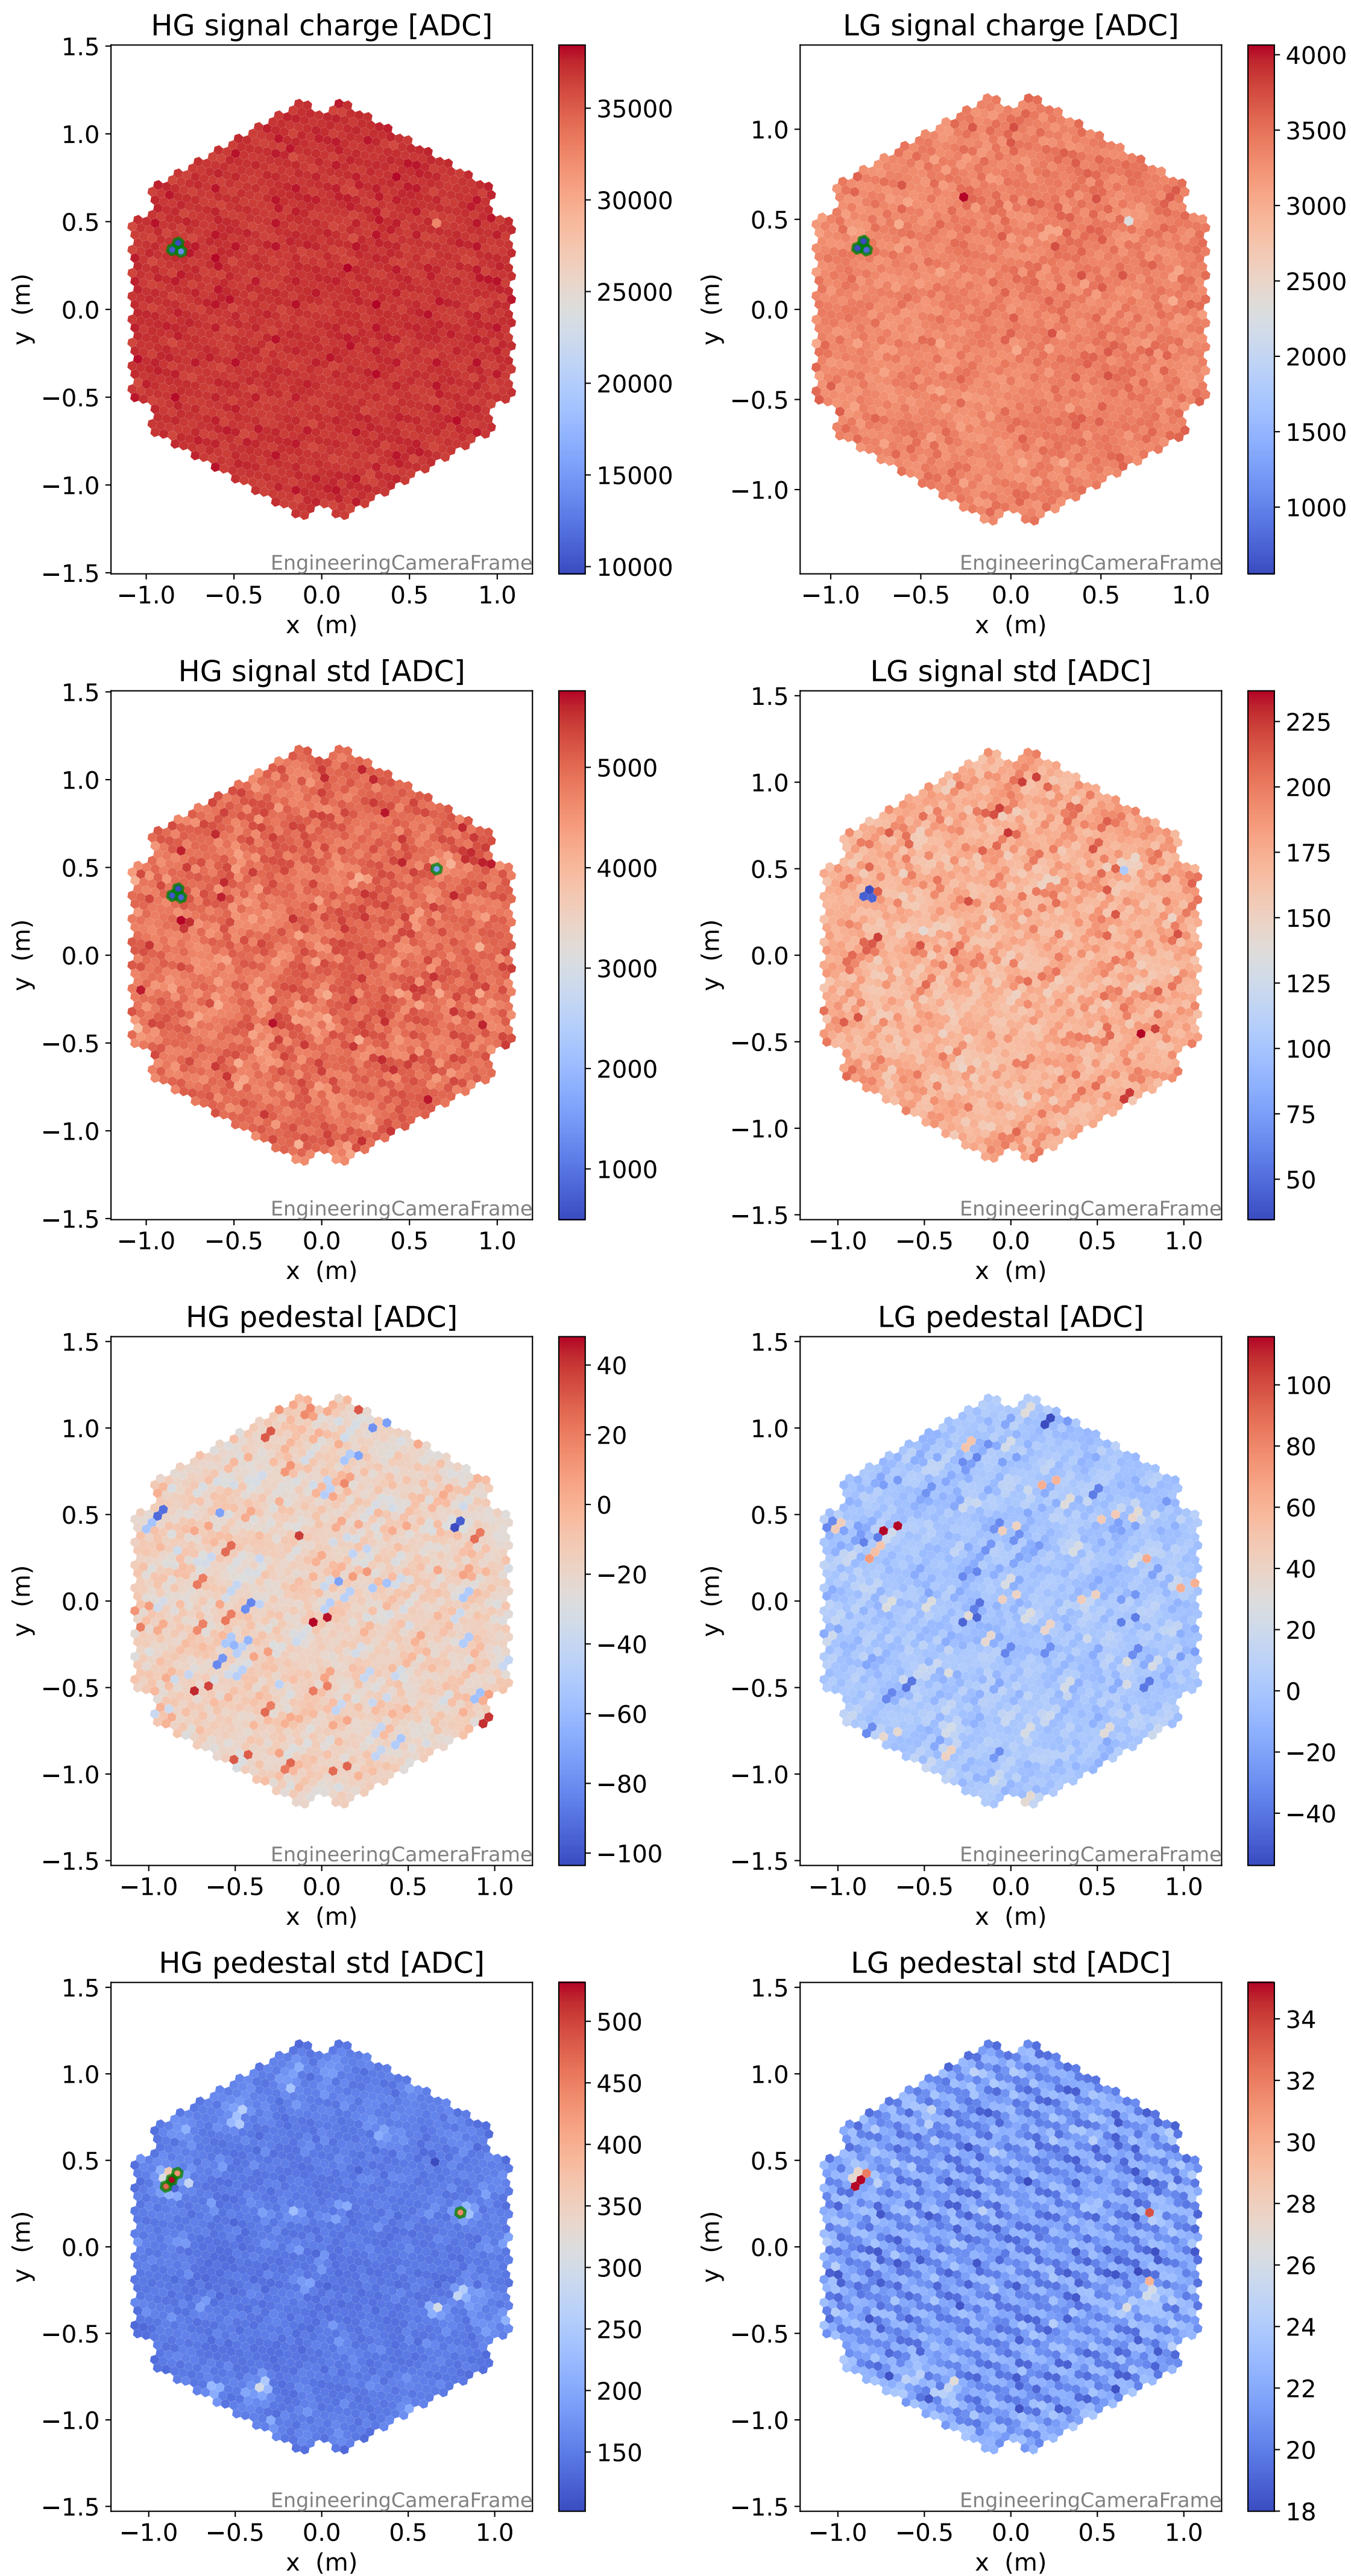 HG signal charge [ADC]
1.5
1.0
0.5
0.0
−0.5
−1.0
−1.5
y (m)
−1.0 −0.5 0.0 0.5 1.0
x (m)
EngineeringCameraFrame
35000
30000
25000
20000
15000
10000
LG signal charge [ADC]
1.0
0.5
0.0
−0.5
−1.0
y (m)
−1.0 −0.5 0.0 0.5 1.0
x (m)
EngineeringCameraFrame
4000
3500
3000
2500
2000
1500
1000
HG signal std [ADC]
1.5
1.0
0.5
0.0
−0.5
−1.0
−1.5
y (m)
−1.0 −0.5 0.0 0.5 1.0
x (m)
EngineeringCameraFrame
5000
4000
3000
2000
1000
LG signal std [ADC]
1.5
1.0
0.5
0.0
−0.5
−1.0
−1.5
y (m)
−1.0 −0.5 0.0 0.5 1.0
x (m)
EngineeringCameraFrame
225
200
175
150
125
100
75
50
HG pedestal [ADC]
1.5
1.0
0.5
0.0
−0.5
−1.0
−1.5
y (m)
−1.0 −0.5 0.0 0.5 1.0
x (m)
EngineeringCameraFrame
40
20
0
−20
−40
−60
−80
−100
LG pedestal [ADC]
1.5
1.0
0.5
0.0
−0.5
−1.0
−1.5
y (m)
−1.0 −0.5 0.0 0.5 1.0
x (m)
EngineeringCameraFrame
100
80
60
40
20
0
−20
−40
HG pedestal std [ADC]
1.5
1.0
0.5
0.0
−0.5
−1.0
−1.5
y (m)
−1.0 −0.5 0.0 0.5 1.0
x (m)
EngineeringCameraFrame
500
450
400
350
300
250
200
150
LG pedestal std [ADC]
1.5
1.0
0.5
0.0
−0.5
−1.0
−1.5
y (m)
−1.0 −0.5 0.0 0.5 1.0
x (m)
EngineeringCameraFrame
34
32
30
28
26
24
22
20
18